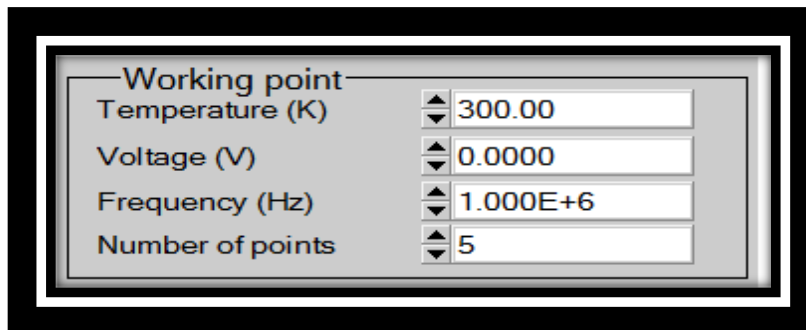 Working point
Temperature (K) 300.00
Voltage (V) 0.0000
Frequency (Hz) 1.000E+6
Number of points 5